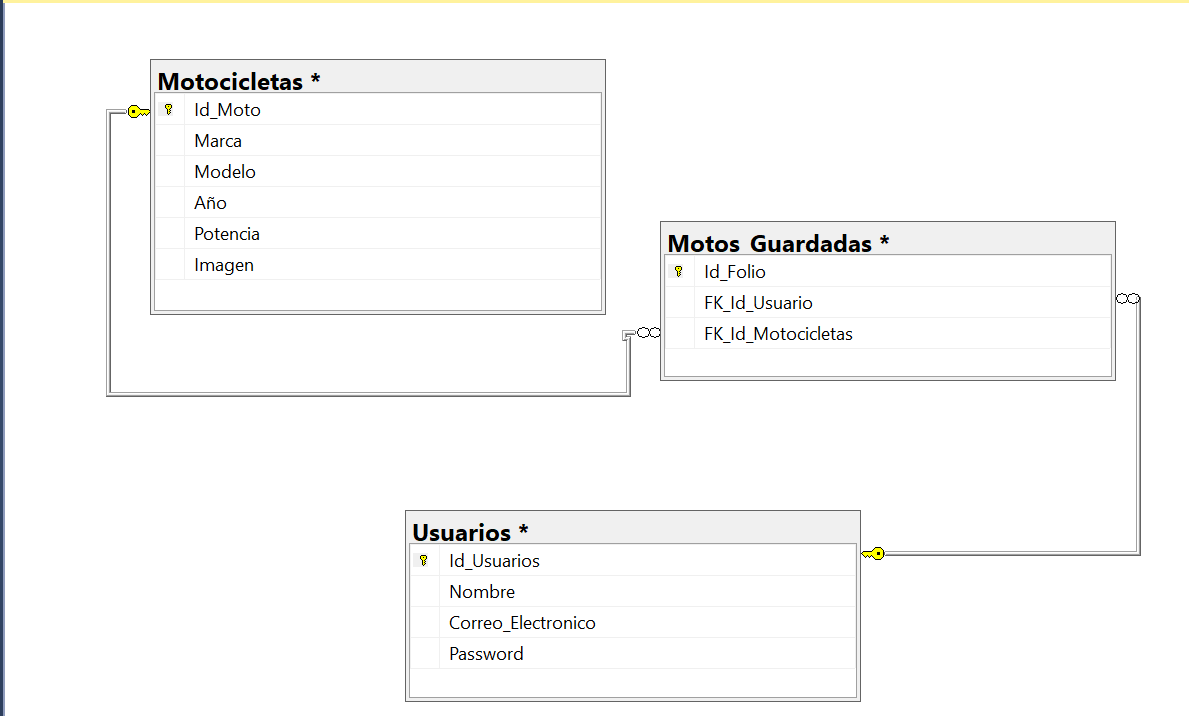 Motocicletas *
Id_Moto
Marca
Modelo
Año
Potencia
Imagen
Motos_Guardadas *
Id_Folio
FK_Id_Usuario
FK_Id_Motocicletas
Usuarios *
Id_Usuarios
Nombre
Correo_Electronico
Password